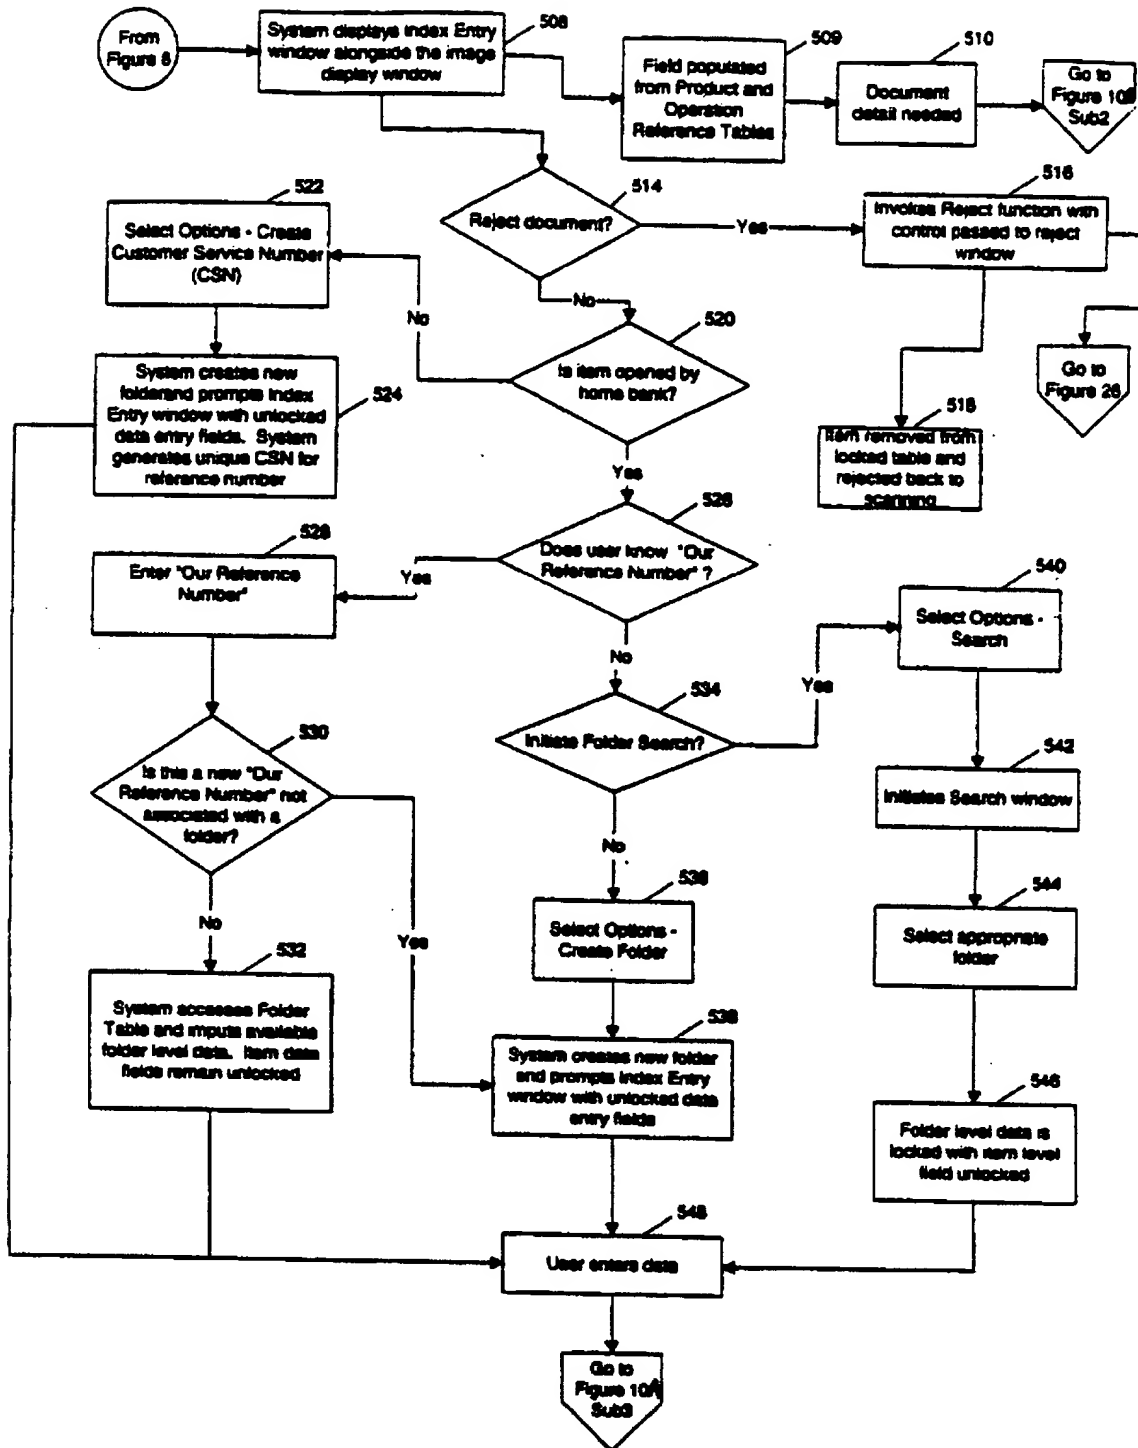 From
Figure 8
508
System displays Index Entry
window alongside the image
display window
509
Field populated
from Product and
Operation
Reference Tables
510
Document
detail needed
Go to
Figure 10B
Sub2
514
Reject document?
Yes
516
Invokes Reject function with
control passed to reject
window
522
Select Options - Create
Customer Service Number
(CSN)
No
No
520
Is item opened by
home bank?
Go to
Figure 26
524
System creates new
folderand prompts Index
Entry window with unlocked
data entry fields. System
generates unique CSN for
reference number
518
Item removed from
locked table and
rejected back to
scanning
Yes
526
Does user know "Our
Reference Number" ?
528
Enter "Our Reference
Number"
Yes
540
Select Options -
Search
No
Yes
534
Initiate Folder Search?
530
Is this a new "Our
Reference Number" not
associated with a
folder?
542
Initiates Search window
No
No
Yes
536
Select Options -
Create Folder
544
Select appropriate
folder
532
System accesses Folder
Table and imputs available
folder level data. Item data
fields remain unlocked
538
System creates new folder
and prompts Index Entry
window with unlocked data
entry fields
546
Folder level data is
locked with item level
field unlocked
548
User enters data
Go to
Figure 10A
Sub3